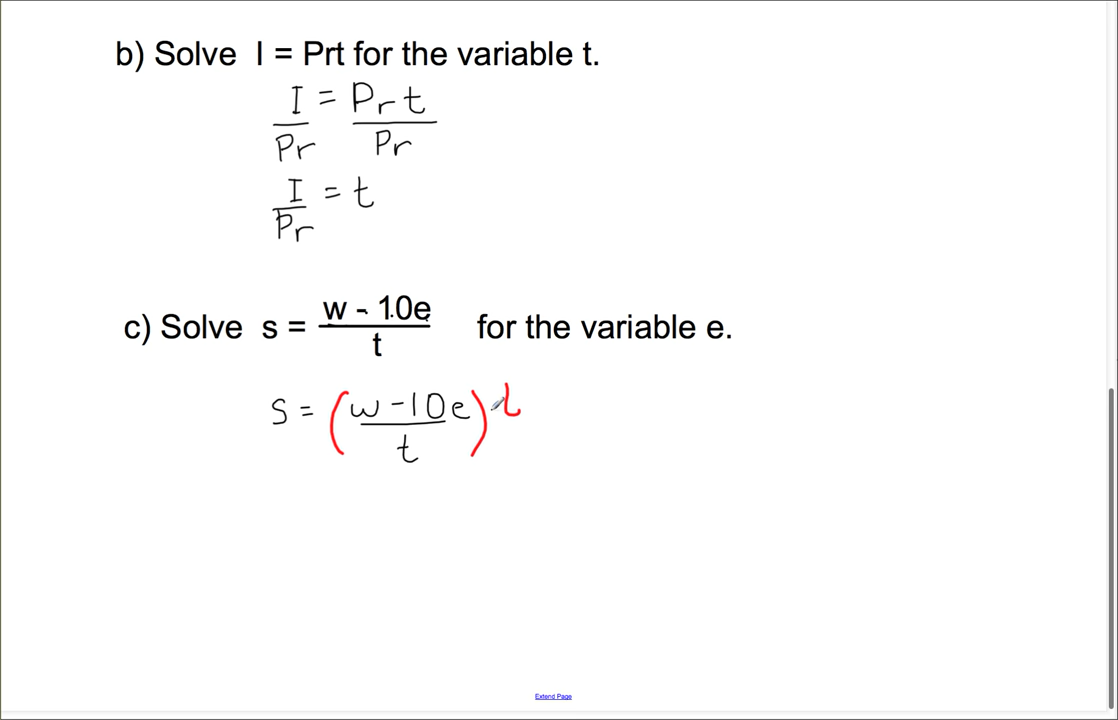 b) Solve I = Prt for the variable t.
I = Prt
Pr Pr
I = t
Pr
c) Solve s = w - 10e for the variable e.
t
S = (w - 10e) t
t
Extend Page